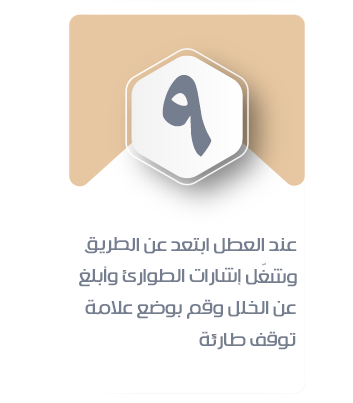 ٩
عند العطل ابتعد عن الطريق
وشغّل إشارات الطوارئ وأبلغ
عن الخلل وقم بوضع علامة
توقف طارئة